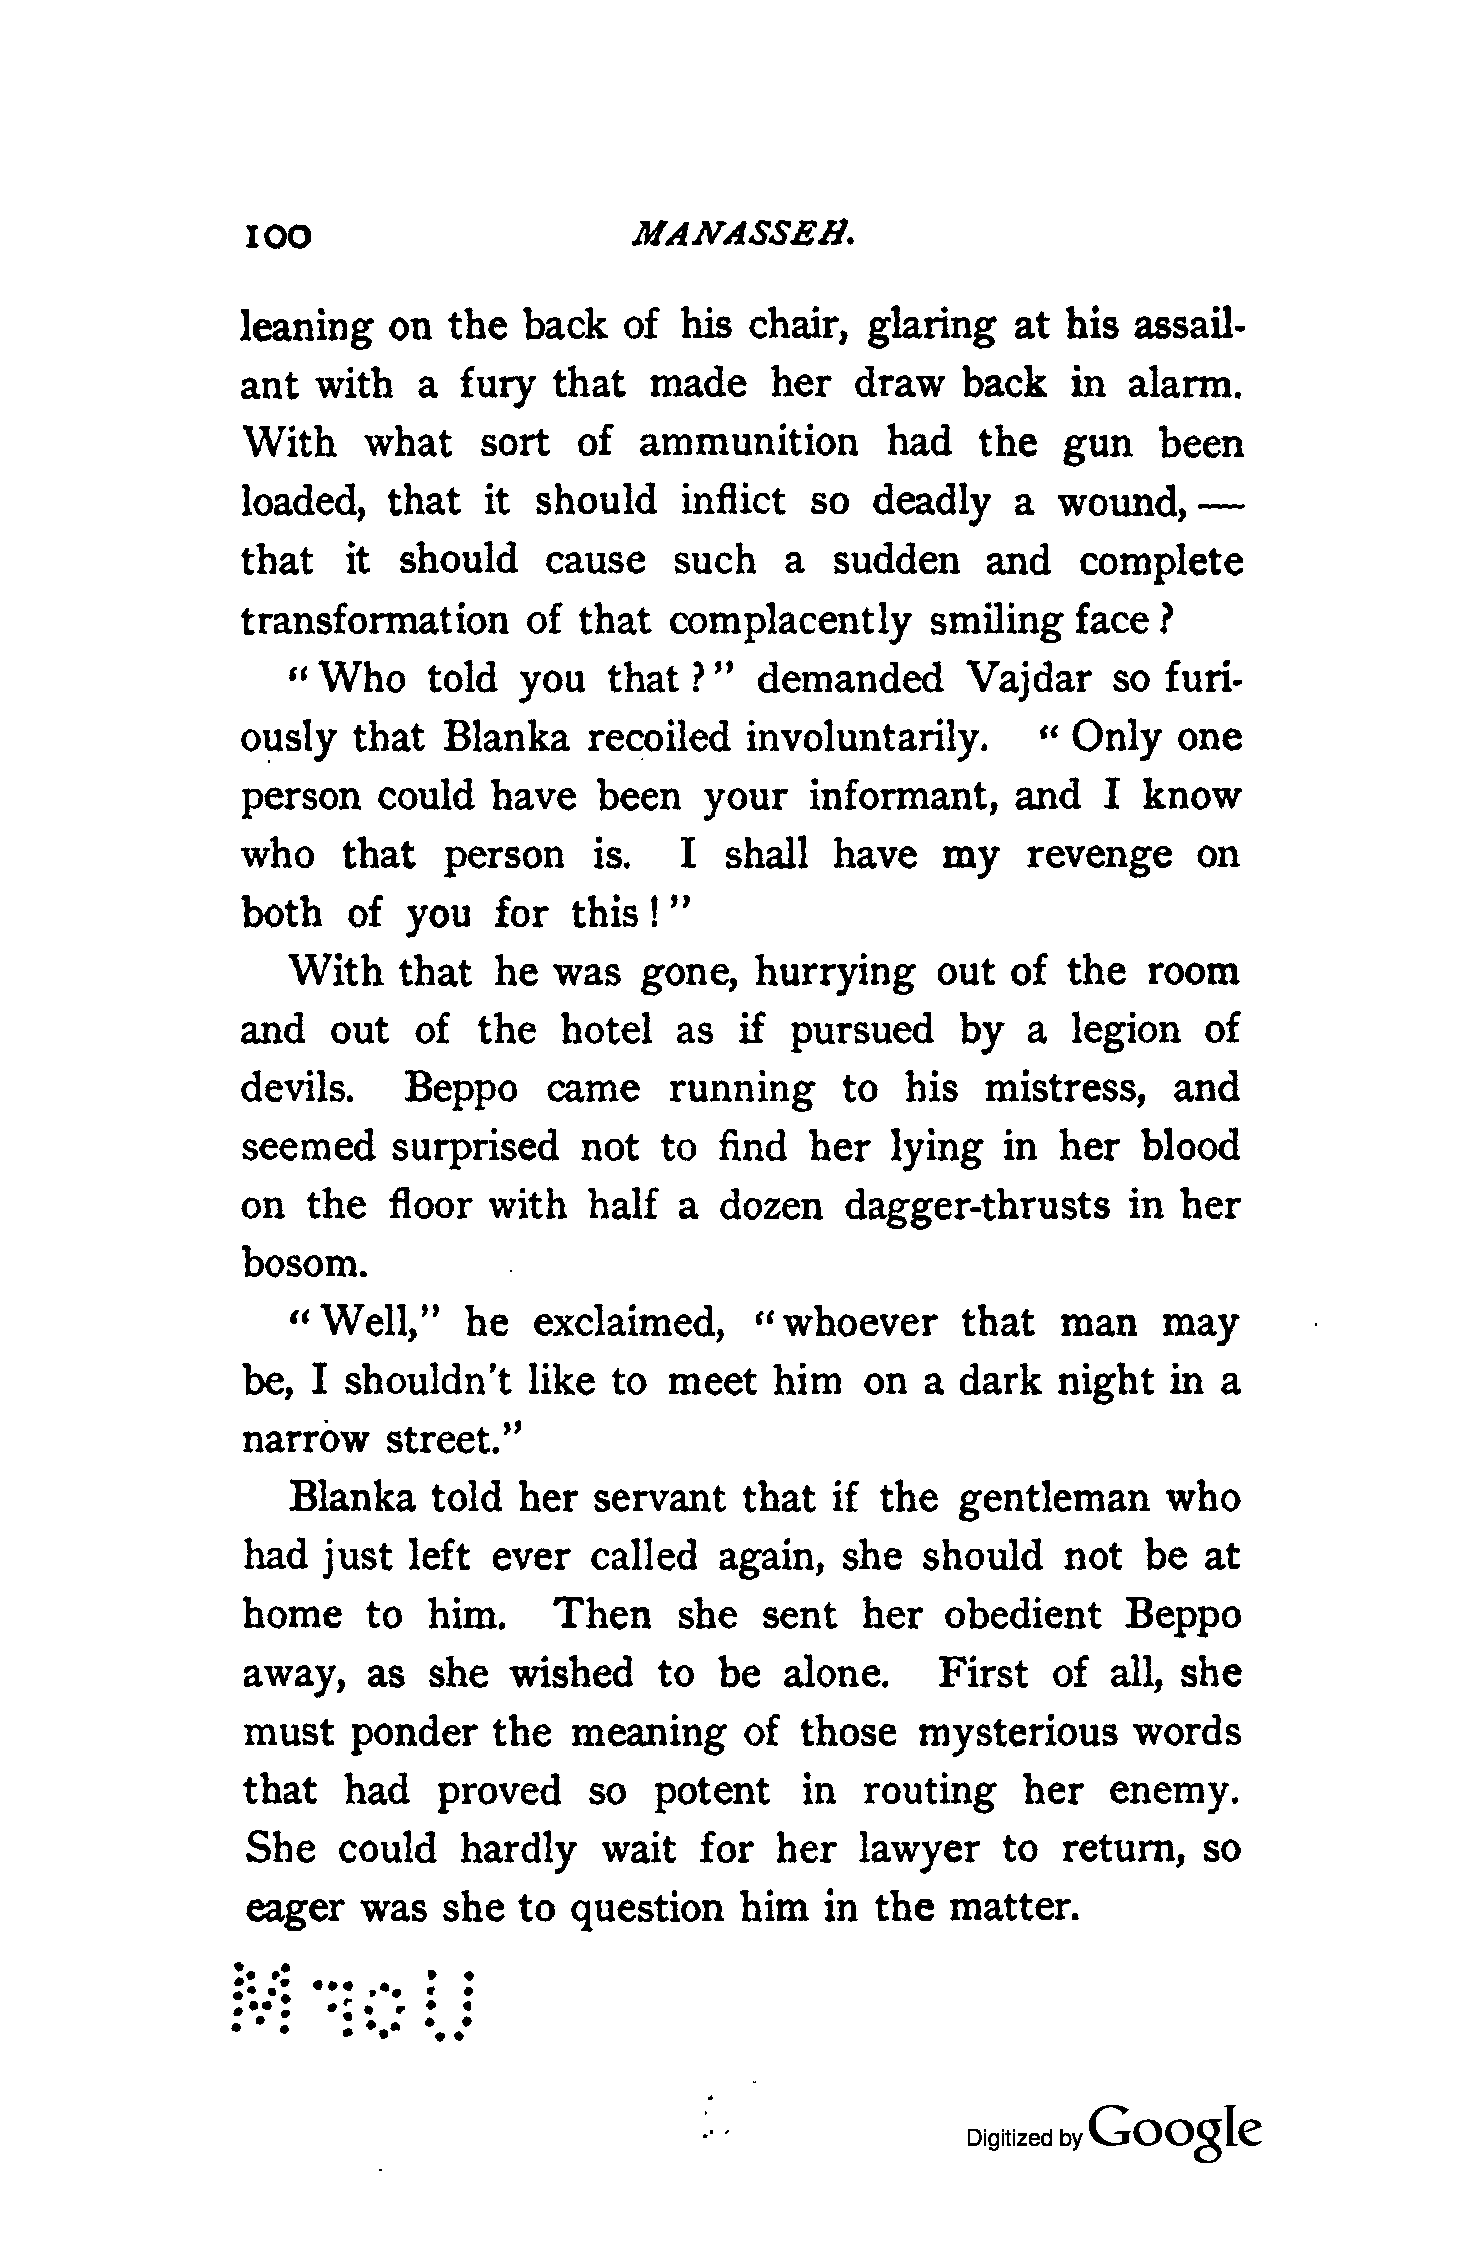 100 MANASSEH.
leaning on the back of his chair, glaring at his assail-
ant with a fury that made her draw back in alarm.
With what sort of ammunition had the gun been
loaded, that it should inflict so deadly a wound, —
that it should cause such a sudden and complete
transformation of that complacently smiling face ?
“ Who told you that ? ” demanded Vajdar so furi-
ously that Blanka recoiled involuntarily. “ Only one
person could have been your informant, and I know
who that person is. I shall have my revenge on
both of you for this ! ”
With that he was gone, hurrying out of the room
and out of the hotel as if pursued by a legion of
devils. Beppo came running to his mistress, and
seemed surprised not to find her lying in her blood
on the floor with half a dozen dagger-thrusts in her
bosom.
“ Well,” he exclaimed, “ whoever that man may
be, I shouldn't like to meet him on a dark night in a
narrow street.”
Blanka told her servant that if the gentleman who
had just left ever called again, she should not be at
home to him. Then she sent her obedient Beppo
away, as she wished to be alone. First of all, she
must ponder the meaning of those mysterious words
that had proved so potent in routing her enemy.
She could hardly wait for her lawyer to return, so
eager was she to question him in the matter.
Digitized by Google